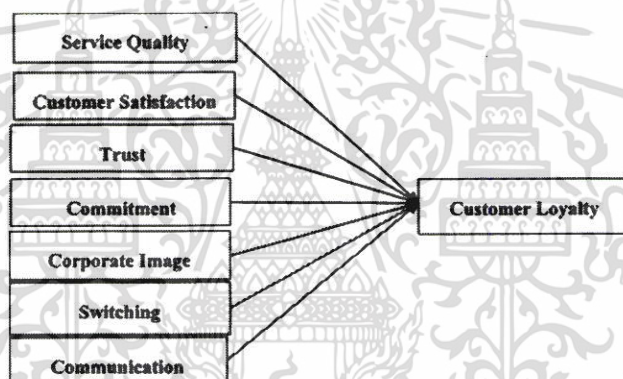 Service Quality
Customer Satisfaction
Trust
Commitment
Customer Loyalty
Corporate Image
Switching
Communication